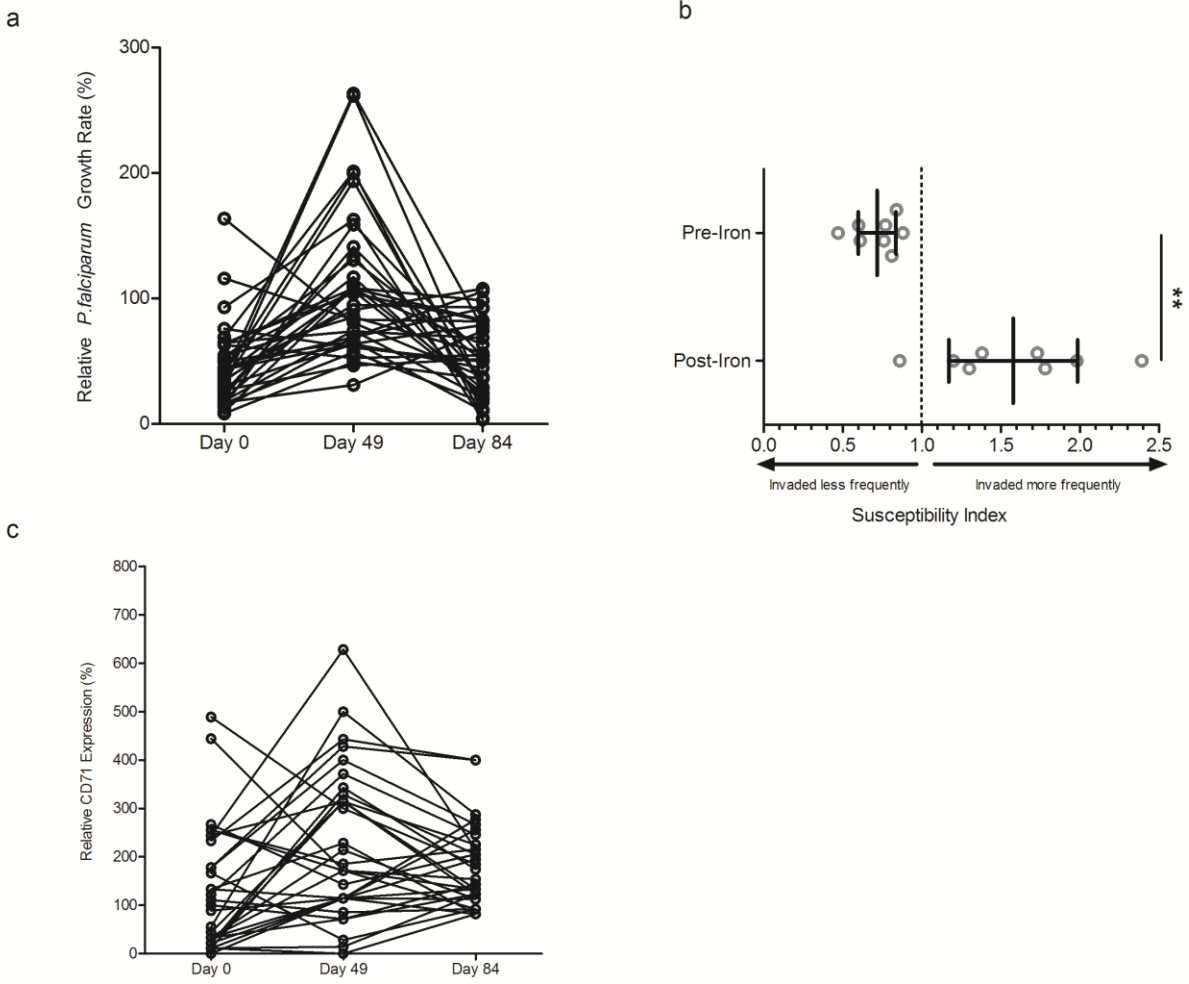 a
Relative P.falciparum Growth Rate (%)
300
200
100
0
Day 0 Day 49 Day 84
b
Pre-Iron
Post-Iron
**
0.0 0.5 1.0 1.5 2.0 2.5
Invaded less frequently Invaded more frequently
Susceptibility Index
c
Relative CD71 Expression (%)
800
700
600
500
400
300
200
100
0
Day 0 Day 49 Day 84